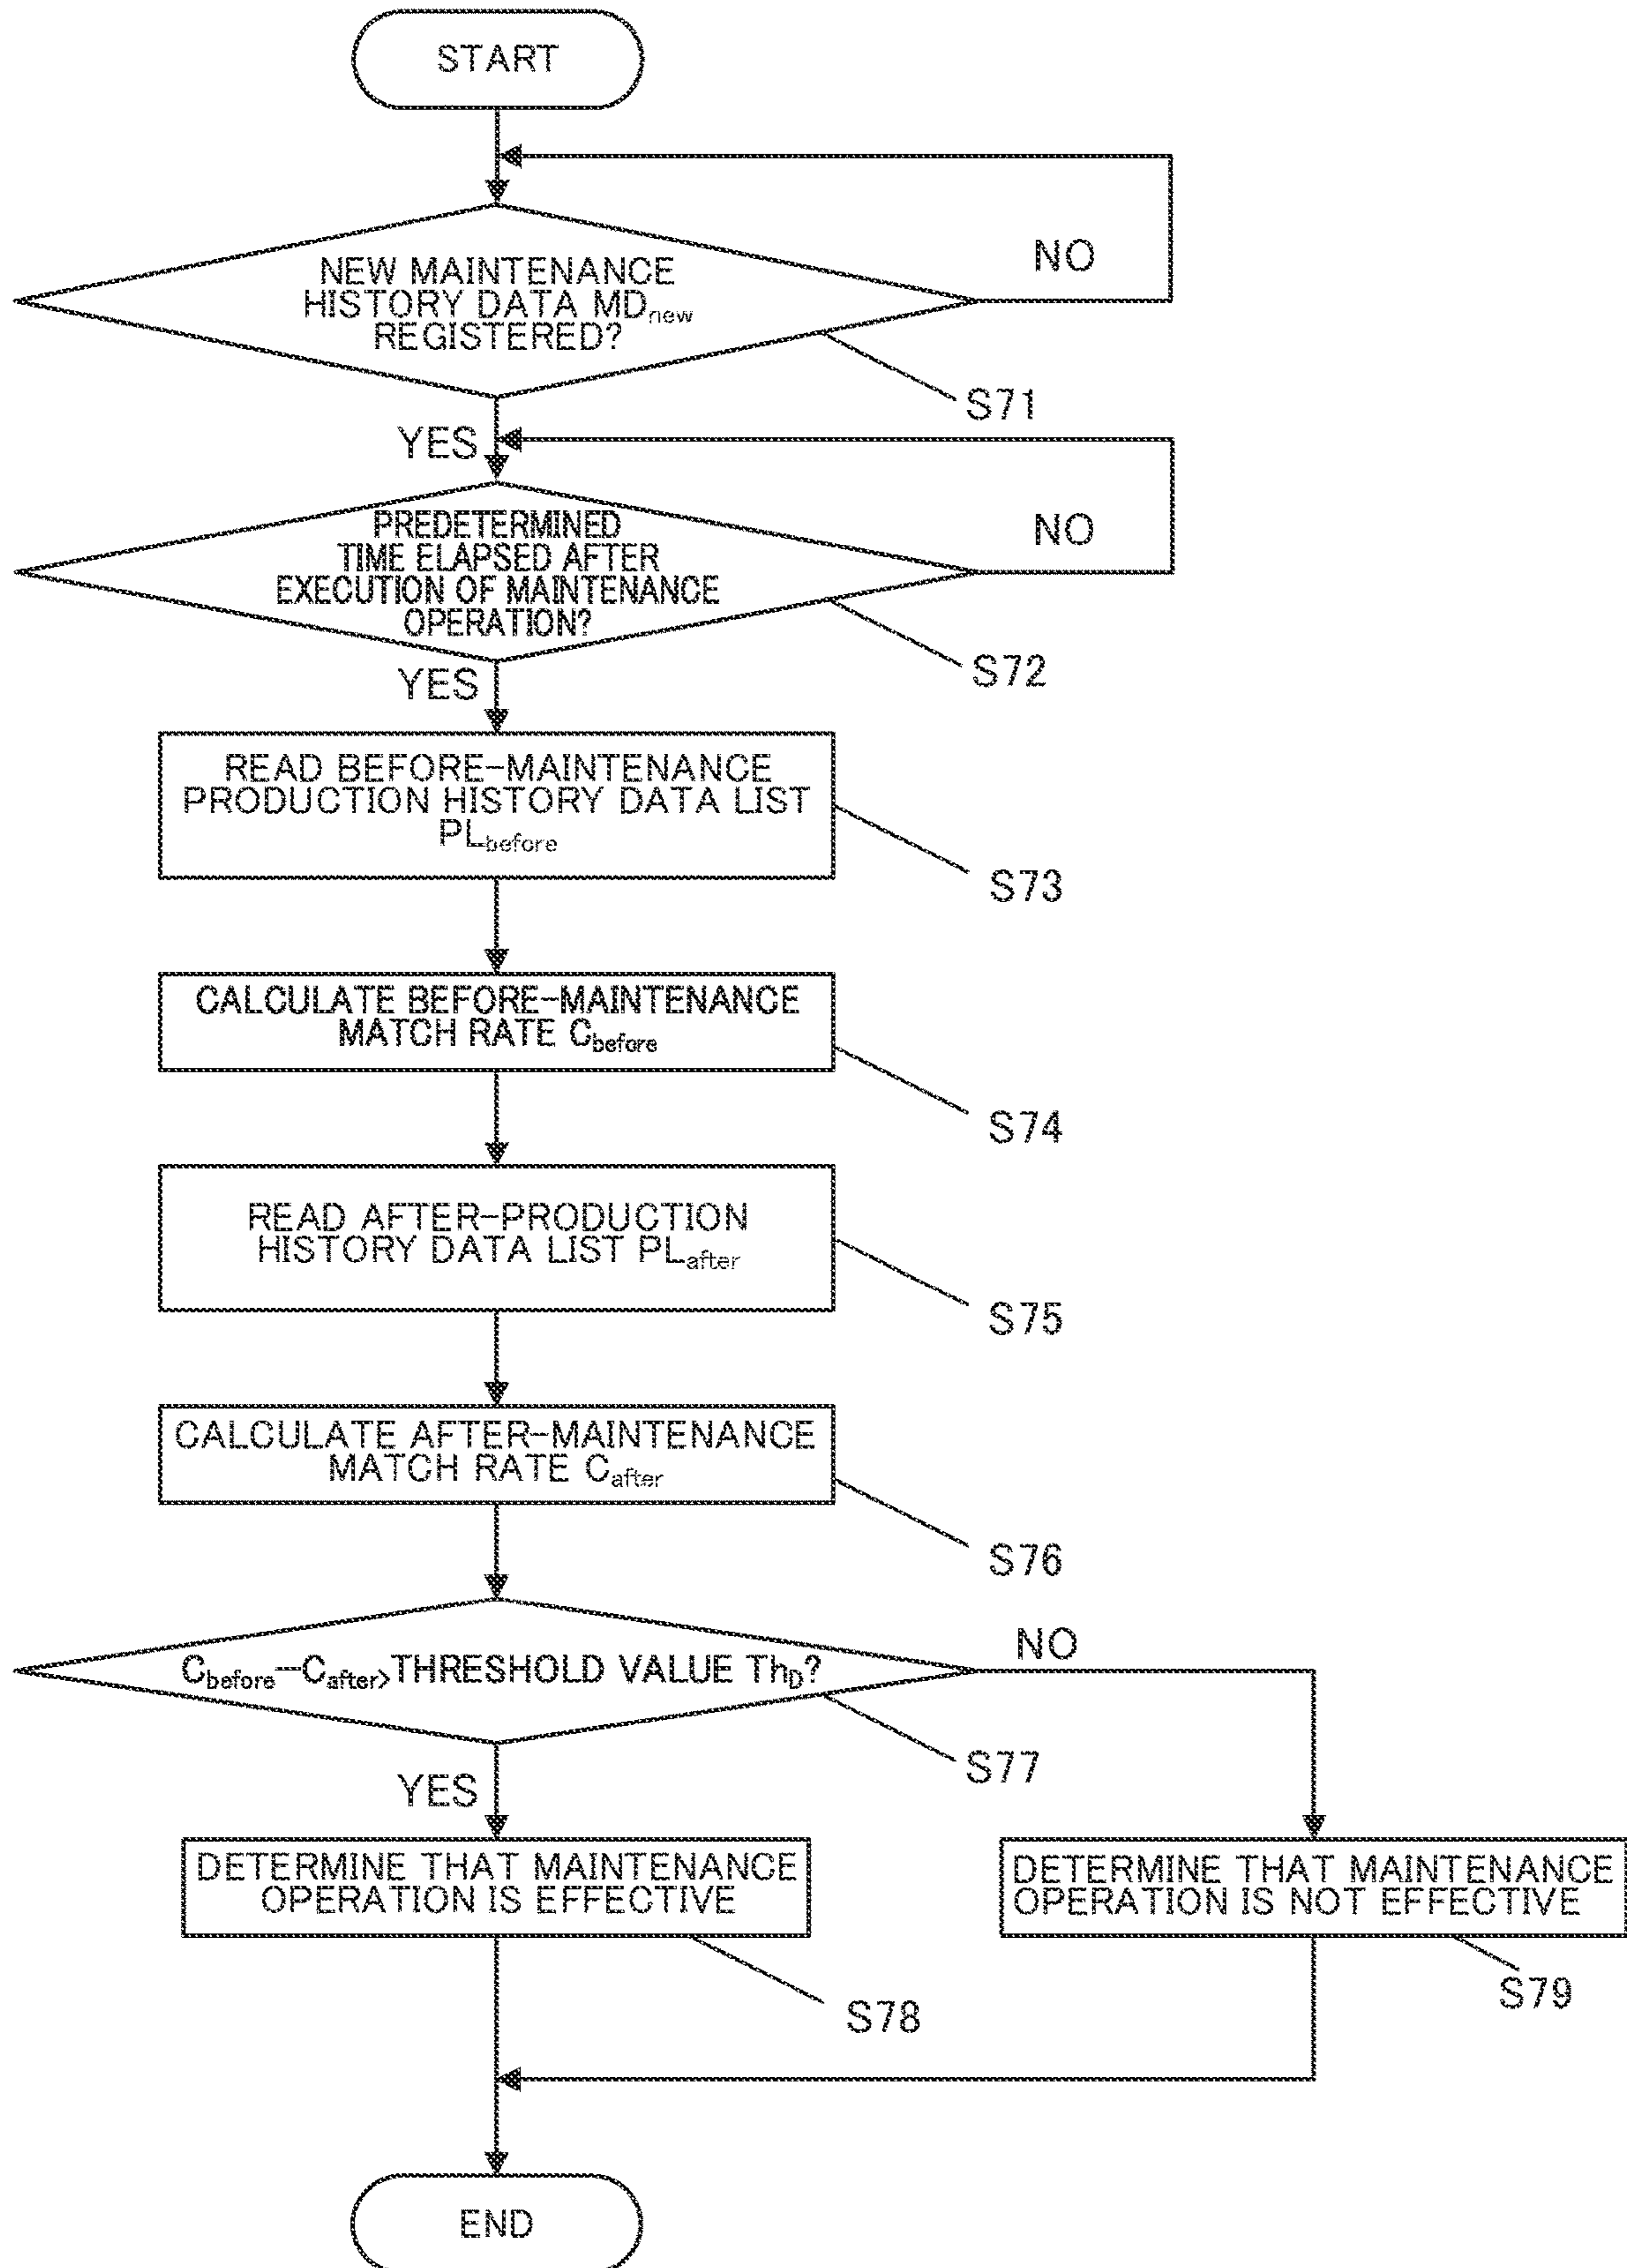 START
NO
NEW MAINTENANCE
HISTORY DATA MDnew
REGISTERED?
S71
YES
NO
PREDETERMINED
TIME ELAPSED AFTER
EXECUTION OF MAINTENANCE
OPERATION?
S72
YES
READ BEFORE-MAINTENANCE
PRODUCTION HISTORY DATA LIST
PLbefore
S73
CALCULATE BEFORE-MAINTENANCE
MATCH RATE Cbefore
S74
READ AFTER-PRODUCTION
HISTORY DATA LIST PLafter
S75
CALCULATE AFTER-MAINTENANCE
MATCH RATE Cafter
S76
NO
Cbefore-Cafter>THRESHOLD VALUE ThD?
S77
YES
DETERMINE THAT MAINTENANCE
OPERATION IS EFFECTIVE
S78
DETERMINE THAT MAINTENANCE
OPERATION IS NOT EFFECTIVE
S79
END